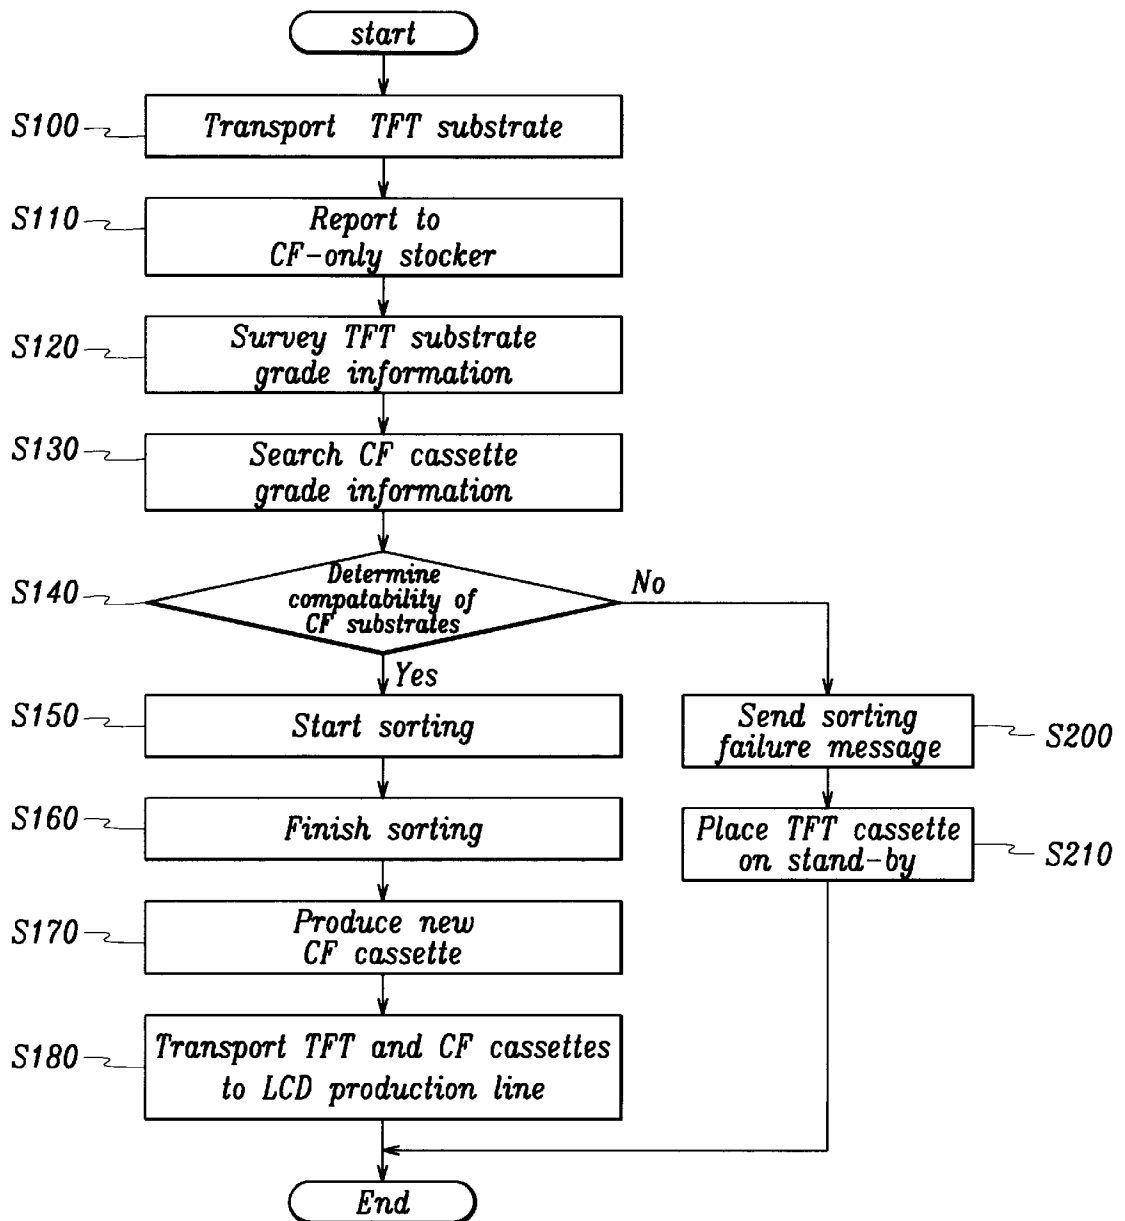 start
S100
Transport TFT substrate
S110
Report to
CF-only stocker
S120
Survey TFT substrate
grade information
S130
Search CF cassette
grade information
S140
Determine
compatability of
CF substrates
No
Yes
S150
Start sorting
Send sorting
failure message
S200
S160
Finish sorting
Place TFT cassette
on stand-by
S210
S170
Produce new
CF cassette
S180
Transport TFT and CF cassettes
to LCD production line
End